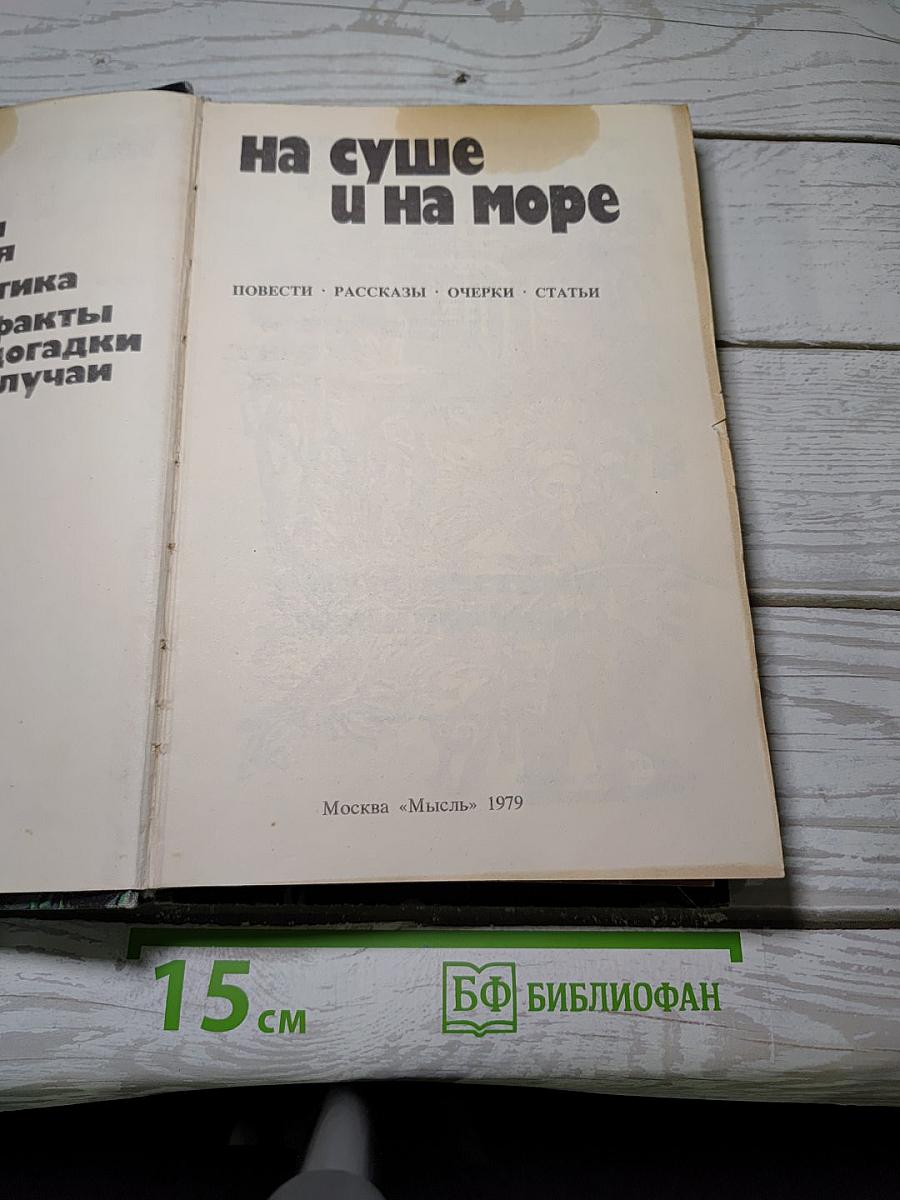 тика
факты
догадки
лучаи
на суше
и на море
ПОВЕСТИ · РАССКАЗЫ · ОЧЕРКИ · СТАТЬИ
Москва «Мысль» 1979
15 см
БФ БИБЛИОФАН